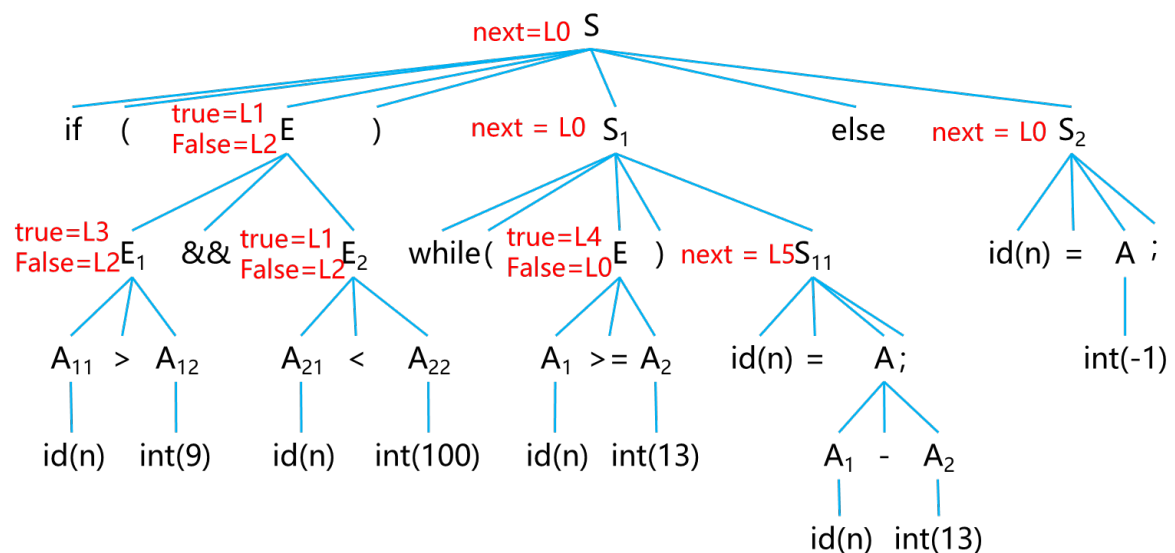 next=L0 S
if ( true=L1 False=L2 E ) next = L0 S₁ else next = L0 S₂
true=L3 False=L2 E₁ && true=L1 False=L2 E₂ while( true=L4 False=L0 E ) next = L5 S₁₁ id(n) = A ;
A₁₁ > A₁₂ A₂₁ < A₂₂ A₁ >= A₂ id(n) = A ; int(-1)
id(n) int(9) id(n) int(100) id(n) int(13) A₁ - A₂
id(n) int(13)